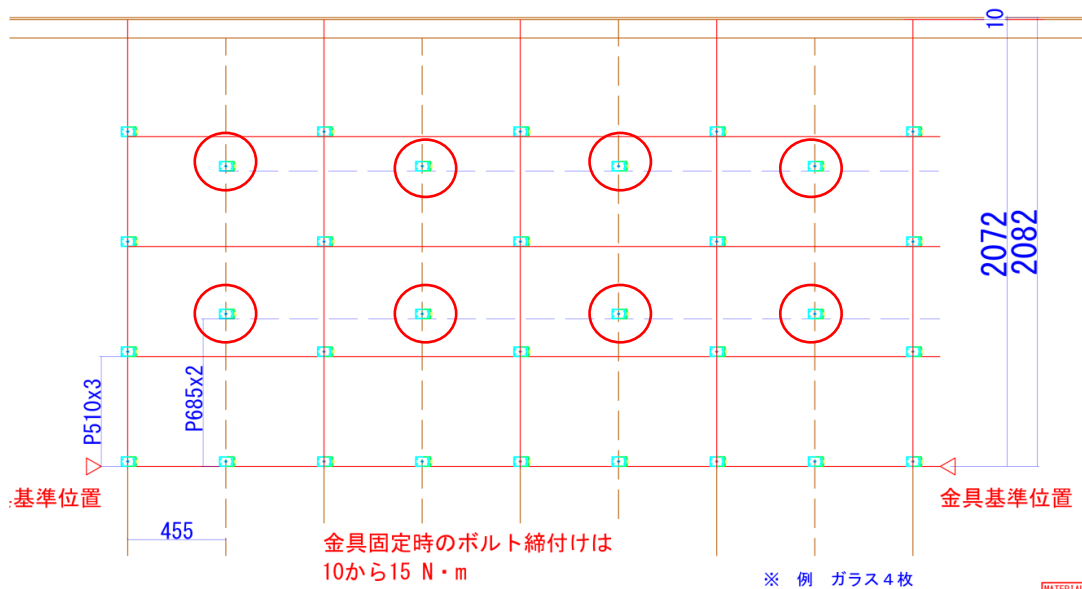 10
2072
2082
P510x3
P685x2
基準位置
金具基準位置
455
金具固定時のボルト締付けは
10から15 N・m
※ 例 ガラス4枚